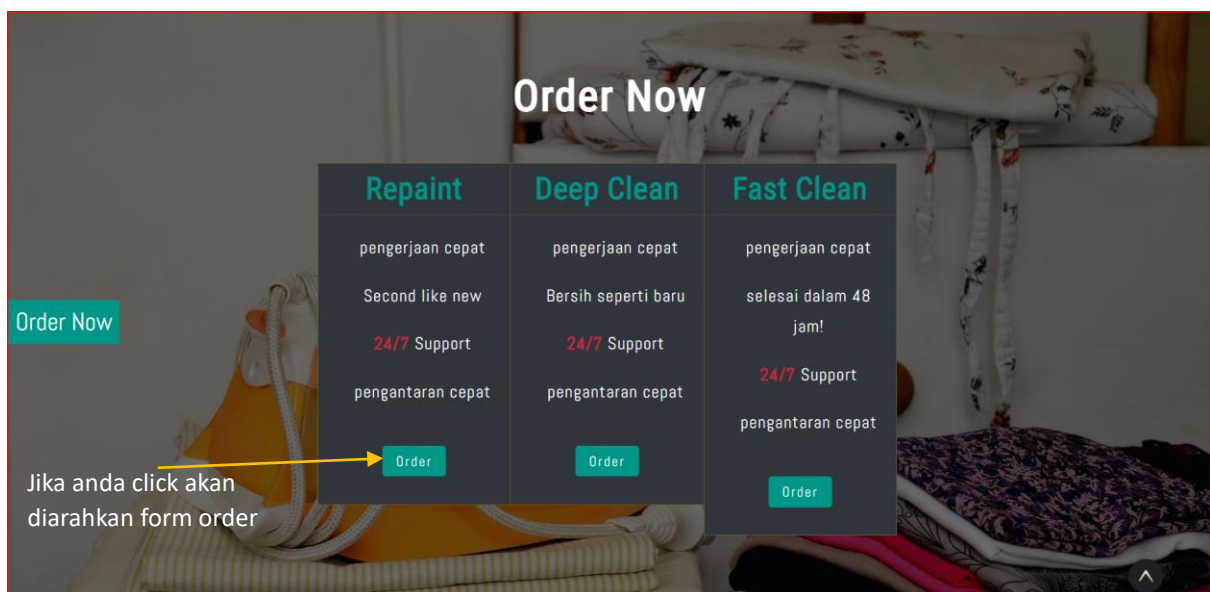 Order Now
Repaint
pengerjaan cepat
Second like new
24/7 Support
pengantaran cepat
Order
Deep Clean
pengerjaan cepat
Bersih seperti baru
24/7 Support
pengantaran cepat
Order
Fast Clean
pengerjaan cepat
selesai dalam 48
jam!
24/7 Support
pengantaran cepat
Order
Order Now
Jika anda click akan
diarahkan form order